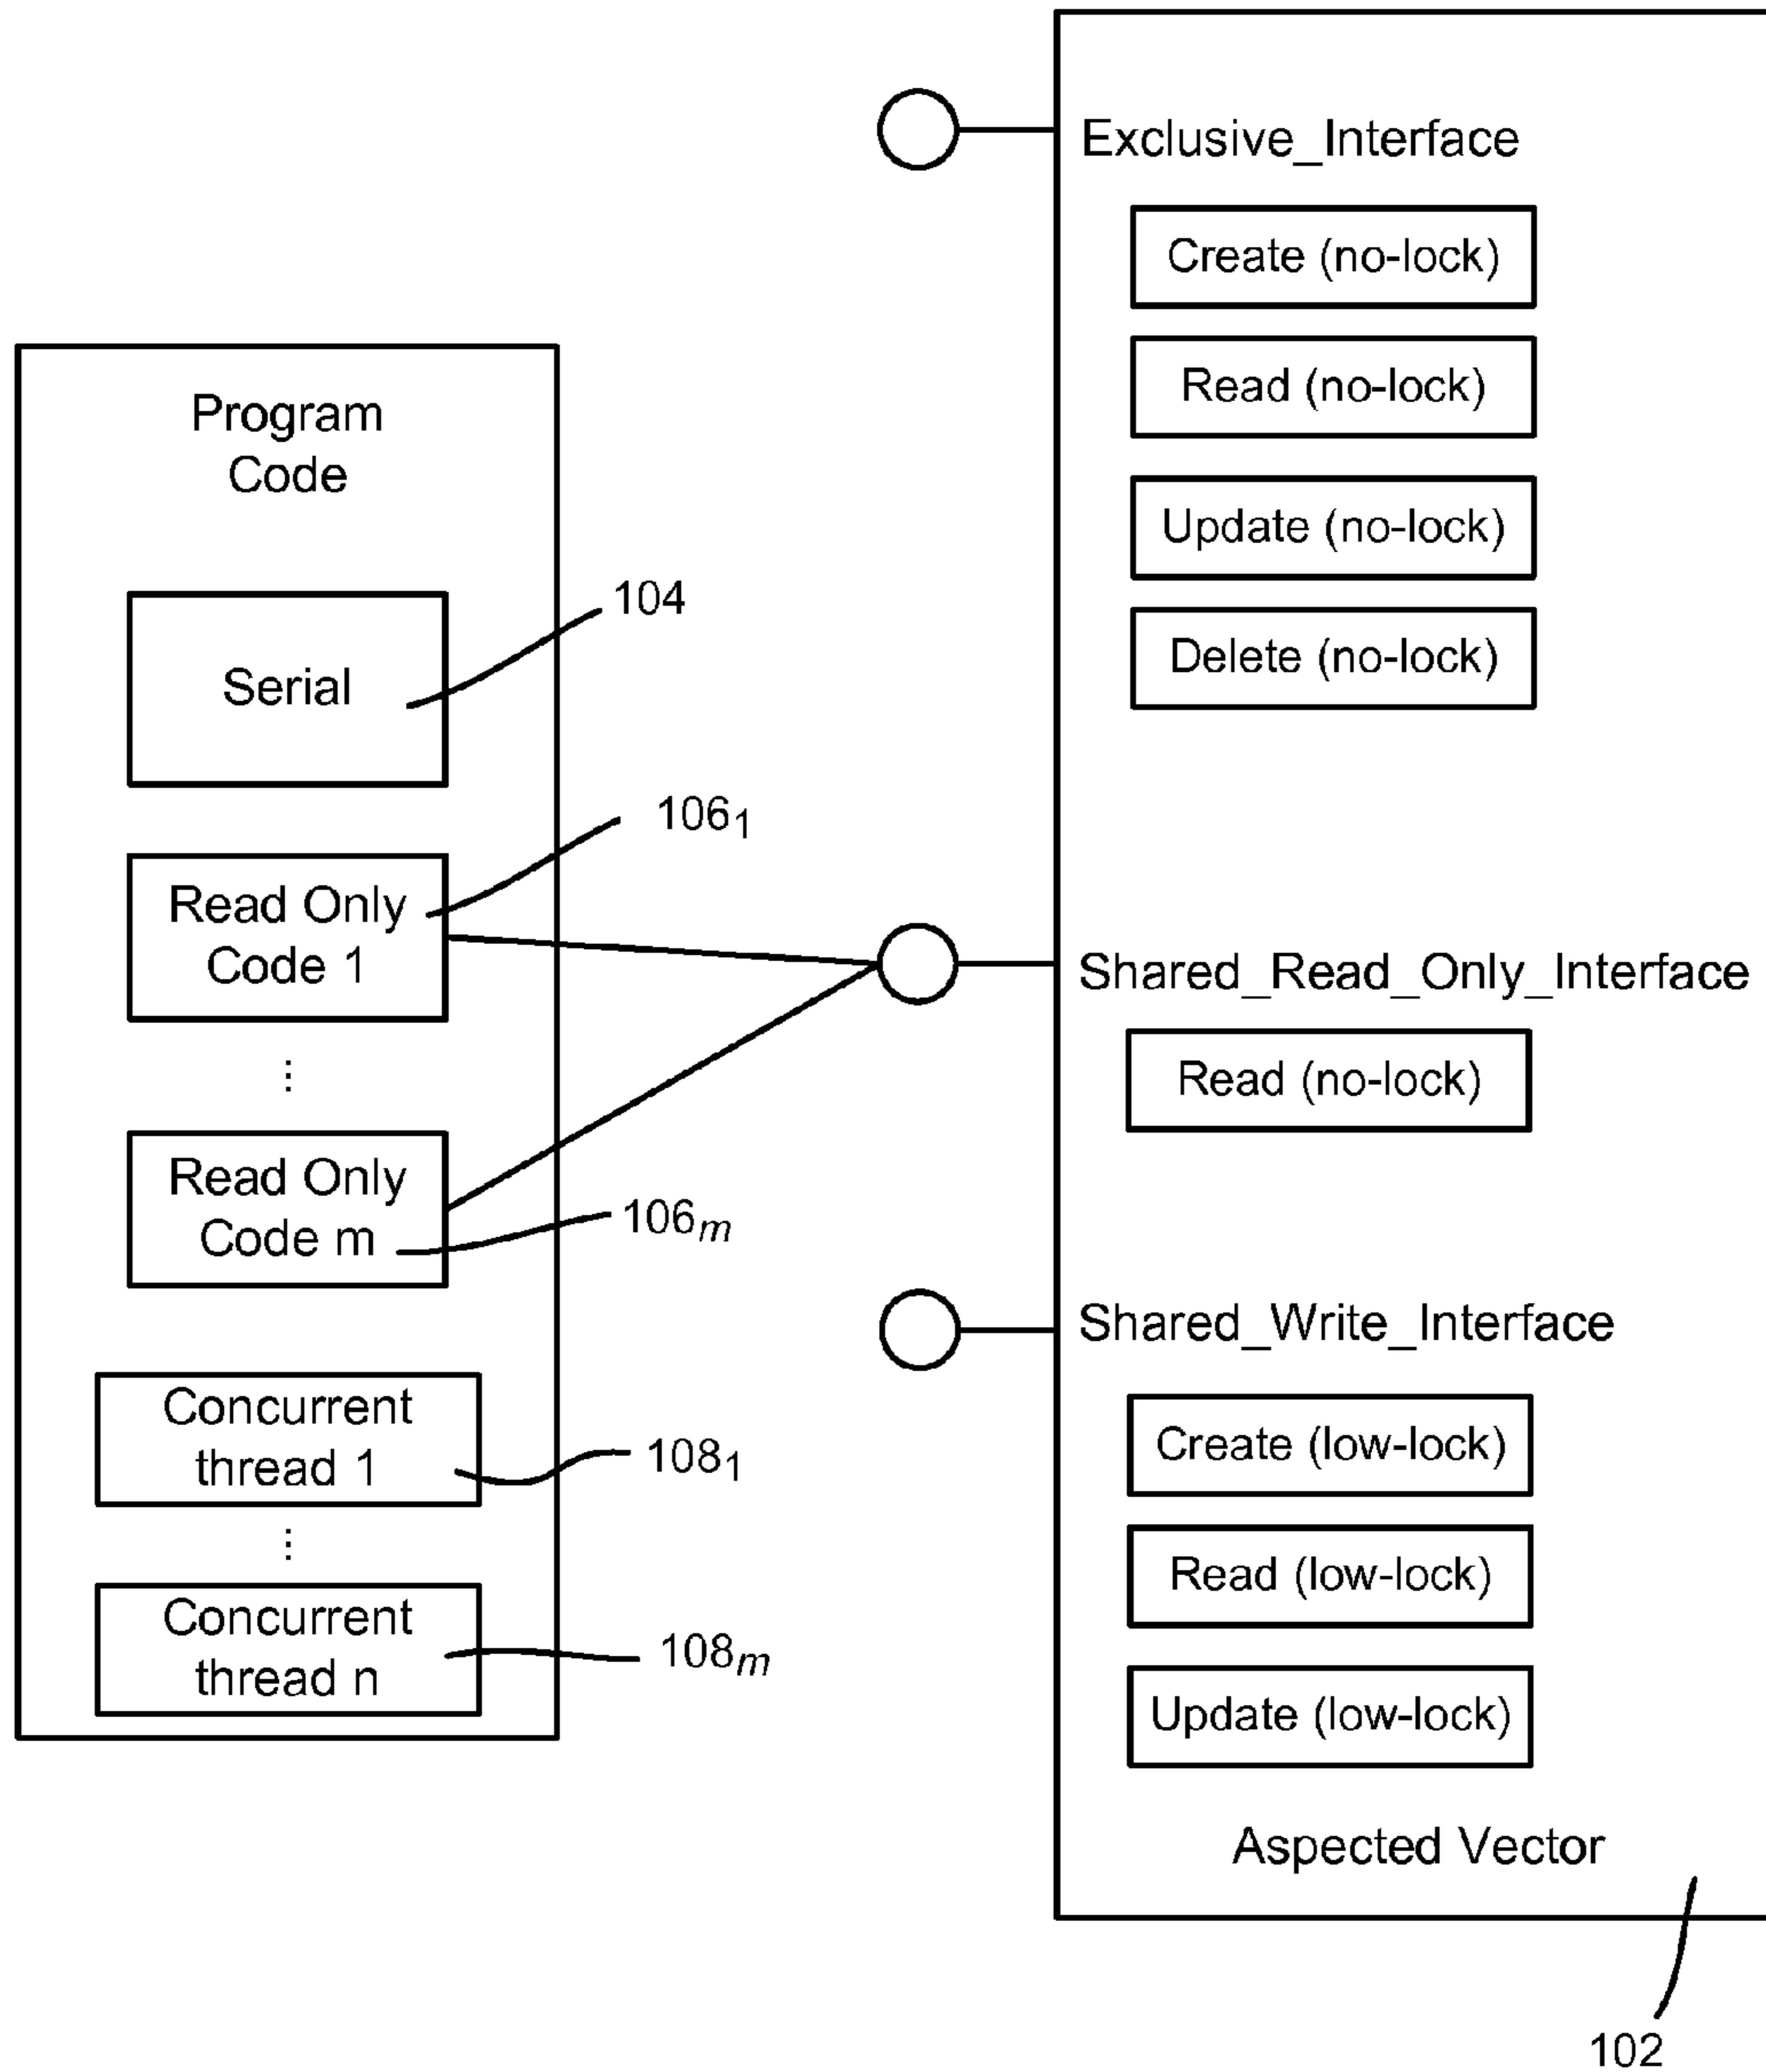 Program
Code
Serial
104
Read Only
Code 1
106₁
⋮
Read Only
Code m
106ₘ
Concurrent
thread 1
108₁
⋮
Concurrent
thread n
108ₘ
Exclusive_Interface
Create (no-lock)
Read (no-lock)
Update (no-lock)
Delete (no-lock)
Shared_Read_Only_Interface
Read (no-lock)
Shared_Write_Interface
Create (low-lock)
Read (low-lock)
Update (low-lock)
Aspected Vector
102